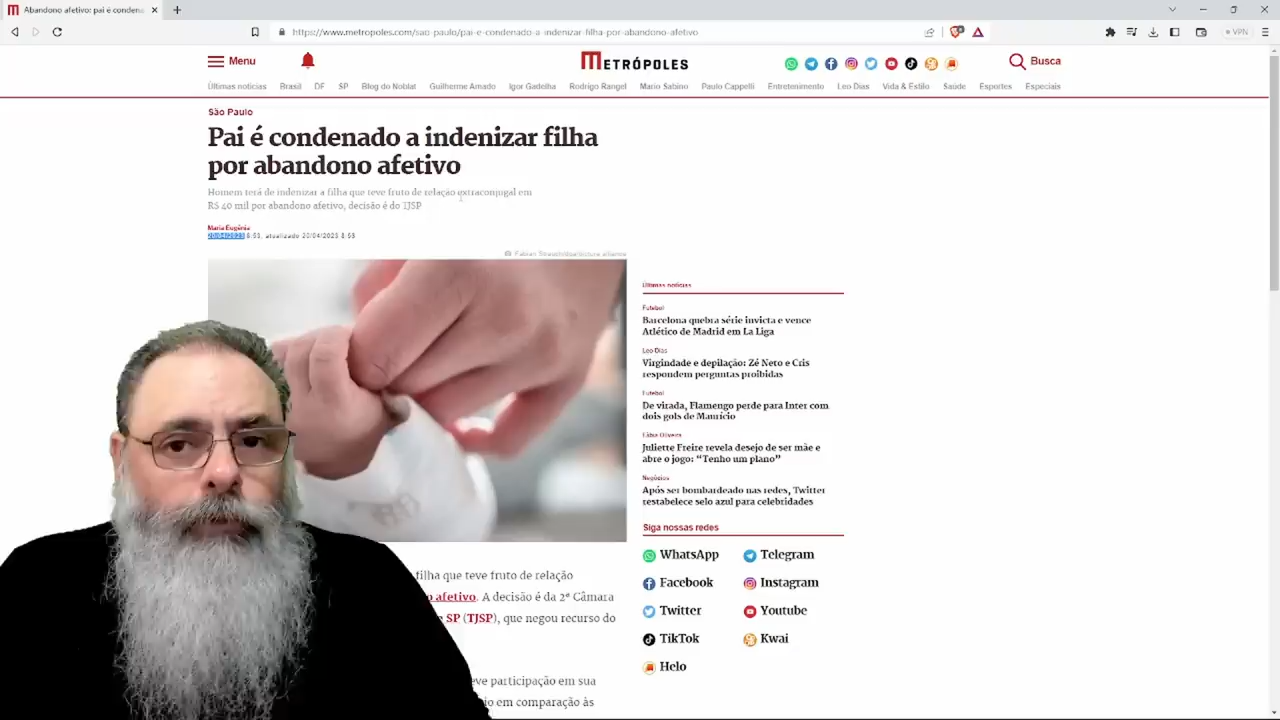 Abandono afetivo: pai é condena
https://www.metropoles.com/sao-paulo/pai-e-condenado-a-indenizar-filha-por-abandono-afetivo
VPN
Menu
METRÓPOLES
Busca
Últimas notícias Brasil DF SP Blog do Noblat Guilherme Amado Igor Gadelha Rodrigo Rangel Mario Sabino Paulo Cappelli Entretenimento Leo Dias Vida & Estilo Saúde Esportes Especiais
São Paulo
Pai é condenado a indenizar filha
por abandono afetivo
Homem terá de indenizar a filha que teve fruto de relação extraconjugal em
R$ 40 mil por abandono afetivo, decisão é do TJSP
Maria Eugênia
atualizado 20/04/2023
Últimas notícias
Futebol
Barcelona quebra série invicta e vence
Atlético de Madrid em La Liga
Leo Dias
Virgindade e depilação: Zé Neto e Cris
respondem perguntas proibidas
Futebol
De virada, Flamengo perde para Inter com
dois gols de Maurício
Fábia Oliveira
Juliette Freire revela desejo de ser mãe e
abre o jogo: “Tenho um plano”
Negócios
Após ser bombardeado nas redes, Twitter
restabelece selo azul para celebridades
Siga nossas redes
WhatsApp Telegram
Facebook Instagram
Twitter Youtube
TikTok Kwai
Helo
filha que teve fruto de relação
o afetivo. A decisão é da 2ª Câmara
SP (TJSP), que negou recurso do
eve participação em sua
io em comparação às